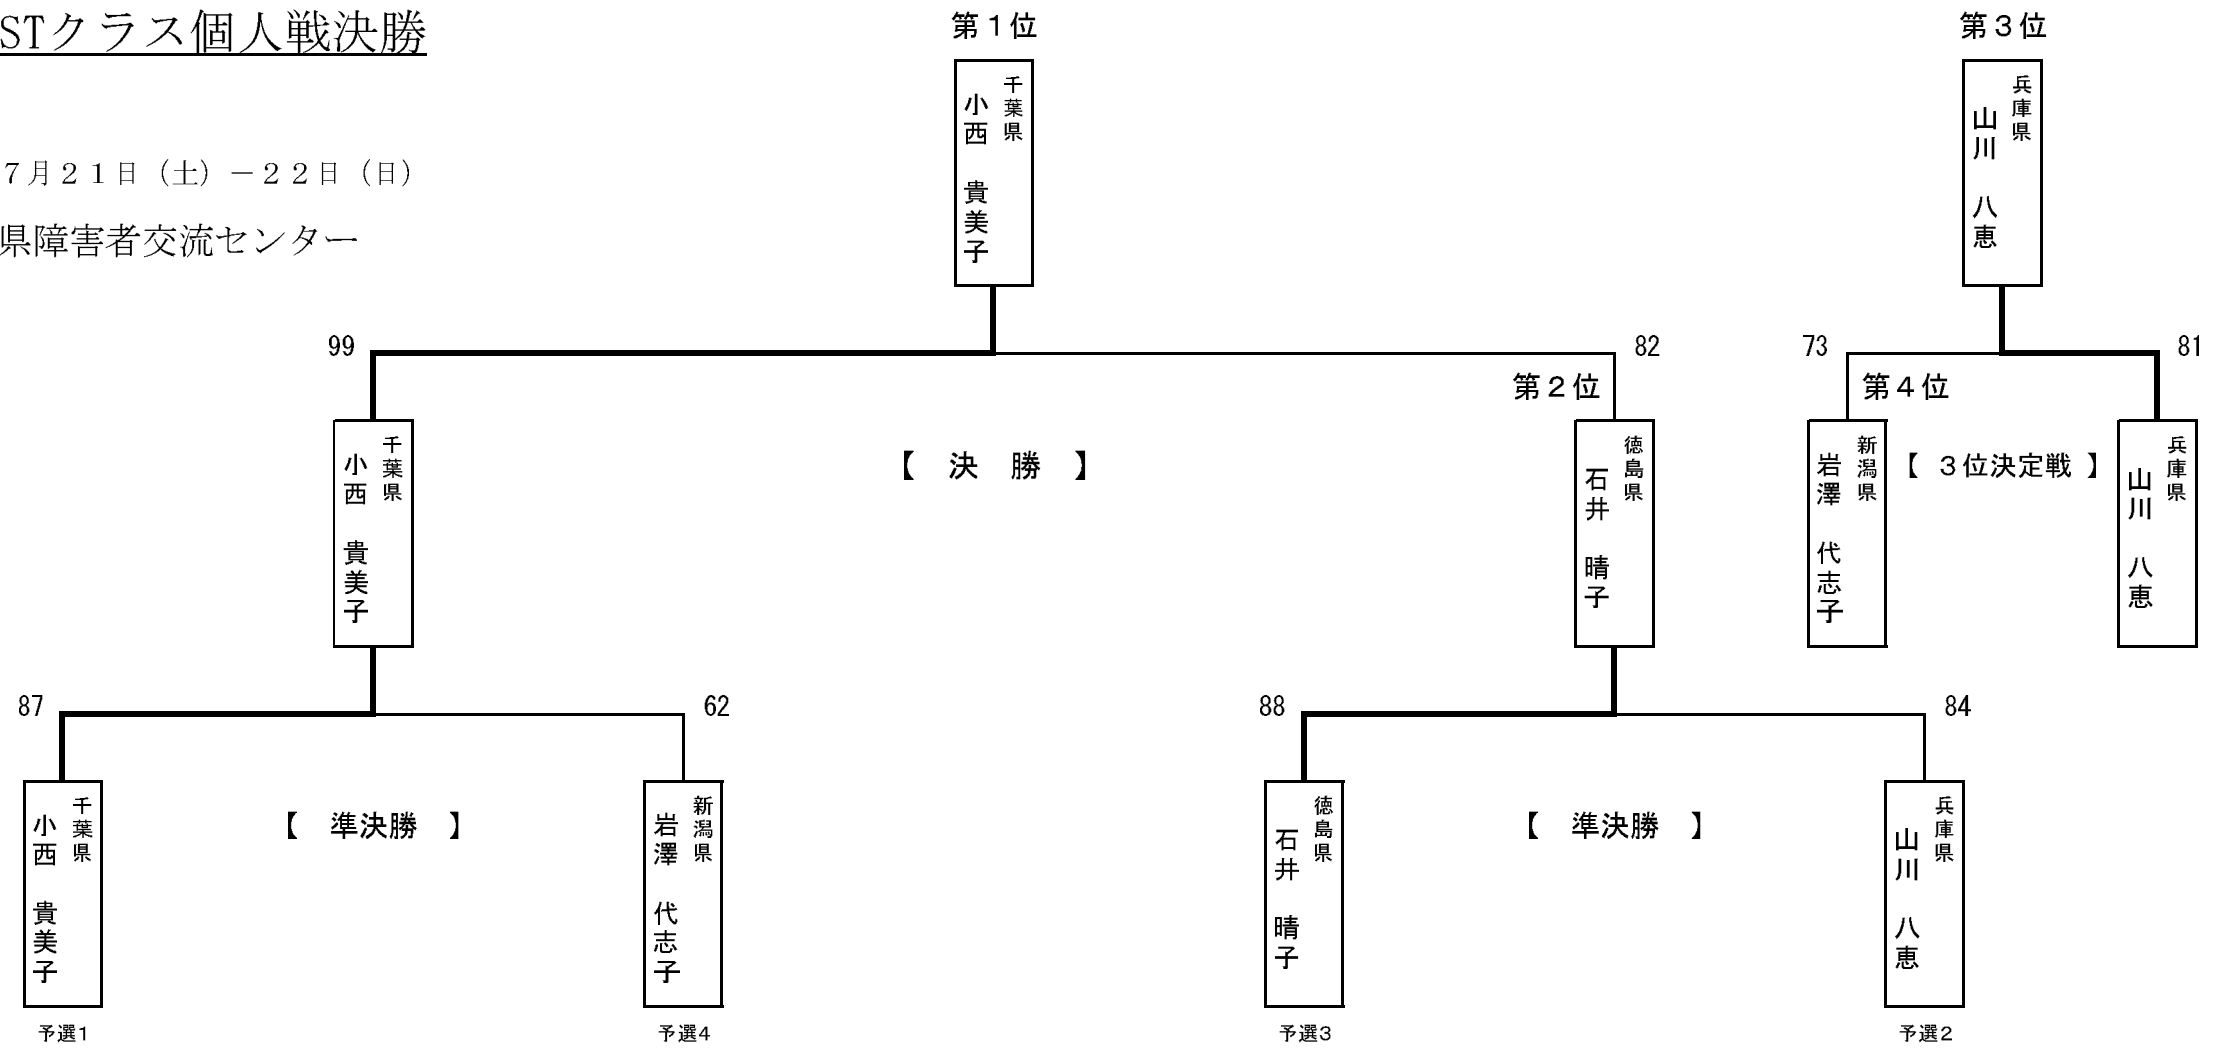 STクラス個人戦決勝
第１位
第３位
千葉県
小西 貴美子
兵庫県
山川 八恵
７月２１日（土）－２２日（日）
県障害者交流センター
99
82
73
81
第２位
第４位
千葉県
小西 貴美子
【 決 勝 】
徳島県
石井 晴子
新潟県
岩澤 代志子
【 ３位決定戦 】
兵庫県
山川 八恵
87
62
88
84
千葉県
小西 貴美子
【 準決勝 】
新潟県
岩澤 代志子
徳島県
石井 晴子
【 準決勝 】
兵庫県
山川 八恵
予選1
予選4
予選3
予選2